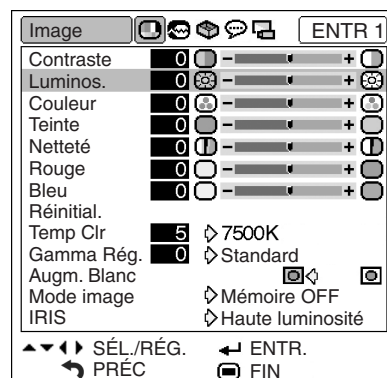 Image ENTR 1
Contraste 0 - +
Luminos. 0 - +
Couleur 0 - +
Teinte 0 - +
Netteté 0 - +
Rouge 0 - +
Bleu 0 - +
Réinitial.
Temp Clr 5 7500K
Gamma Rég. 0 Standard
Augm. Blanc
Mode image Mémoire OFF
IRIS Haute luminosité
SÉL./RÉG. ENTR.
PRÉC FIN